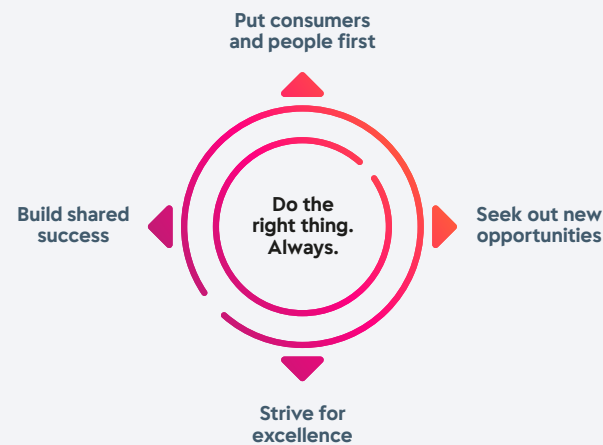 Put consumers
and people first
Build shared
success
Do the
right thing.
Always.
Seek out new
opportunities
Strive for
excellence